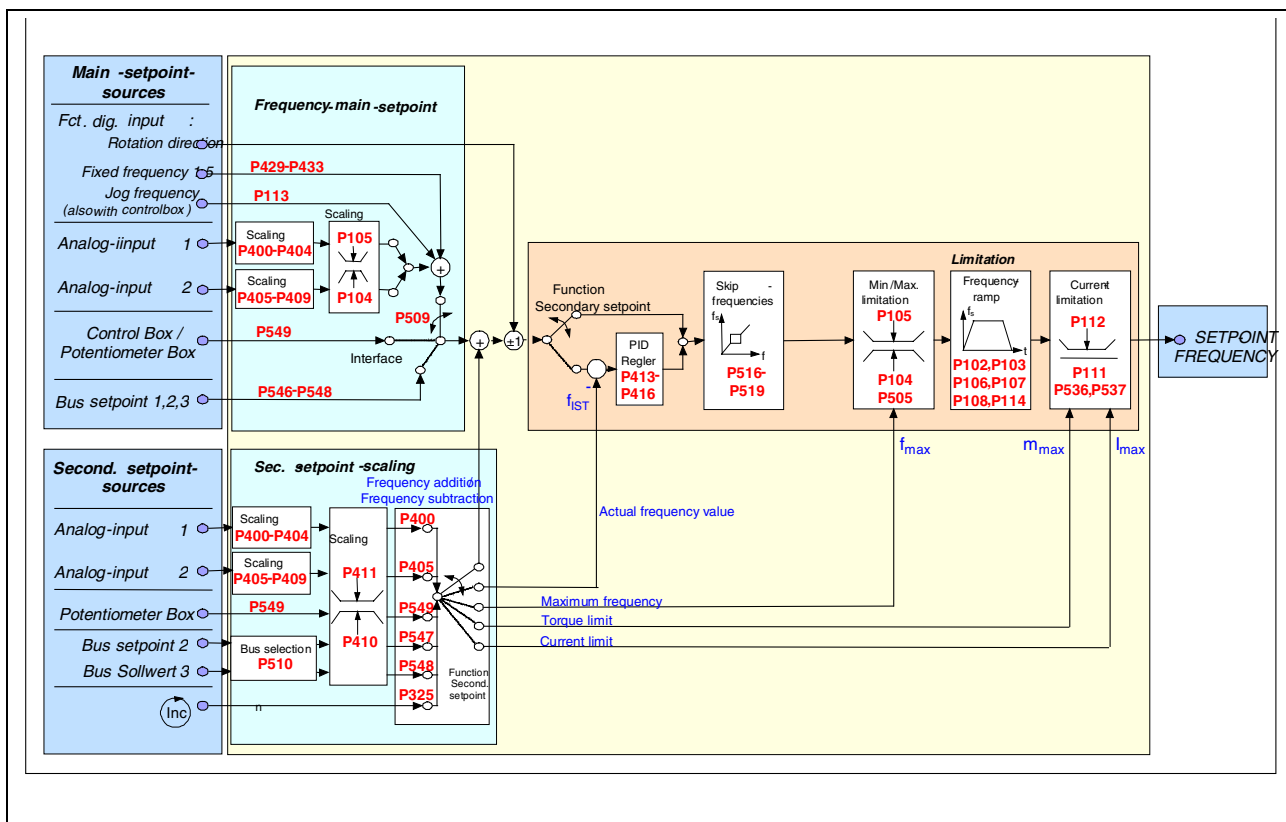 Main -setpoint-
sources
Fct. dig. input :
Rotation direction
Fixed frequency 1.5
Jog frequency
(alsowith controlbox )
Analog-iinput 1
Analog-input 2
Control Box /
Potentiometer Box
Bus setpoint 1,2,3
Frequency-main -setpoint
P429-P433
P113
Scaling
P400-P404
Scaling
P405-P409
Scaling
P105
P104
P549
P509
Interface
P546-P548
+
+
±1
Function
Secondary setpoint
PID
Regler
P413-
P416
-
fIST
Skip -
frequencies
fs
f
P516-
P519
Limitation
Min /Max.
limitation
P105
P104
P505
Frequency-
ramp
fs
t
P102,P103
P106,P107
P108,P114
Current
limitation
P112
P111
P536,P537
SETPOINT
FREQUENCY
fmax
mmax
Imax
Second. setpoint-
sources
Analog-input 1
Analog-input 2
Potentiometer Box
Bus setpoint 2
Bus Sollwert 3
Inc
n
Sec. setpoint -scaling
Frequency addition/
Frequency subtraction
Scaling
P400-P404
Scaling
P405-P409
P549
Bus selection
P510
Scaling
P411
P410
P400
P405
P549
P547
P548
P325
Function
Second.
setpoint
Actual frequency value
Maximum frequency
Torque limit
Current limit